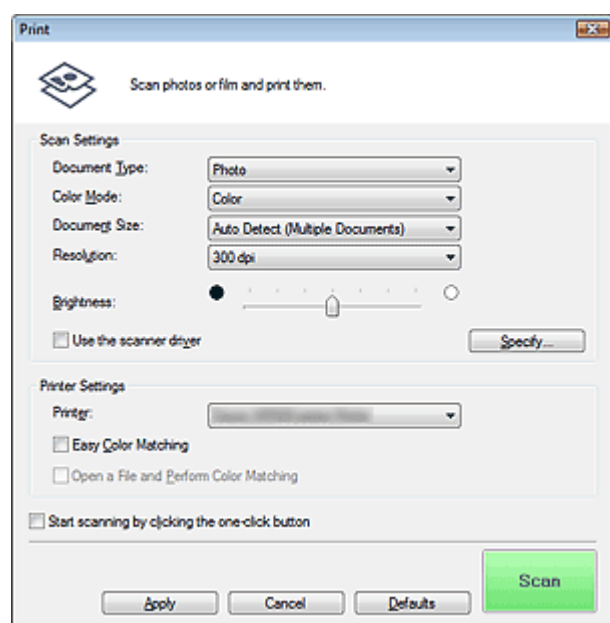 Print
Scan photos or film and print them.
Scan Settings
Document Type: Photo
Color Mode: Color
Document Size: Auto Detect (Multiple Documents)
Resolution: 300 dpi
Brightness:
Use the scanner driver Specify...
Printer Settings
Printer:
Easy Color Matching
Open a File and Perform Color Matching
Start scanning by clicking the one-click button
Apply Cancel Defaults Scan